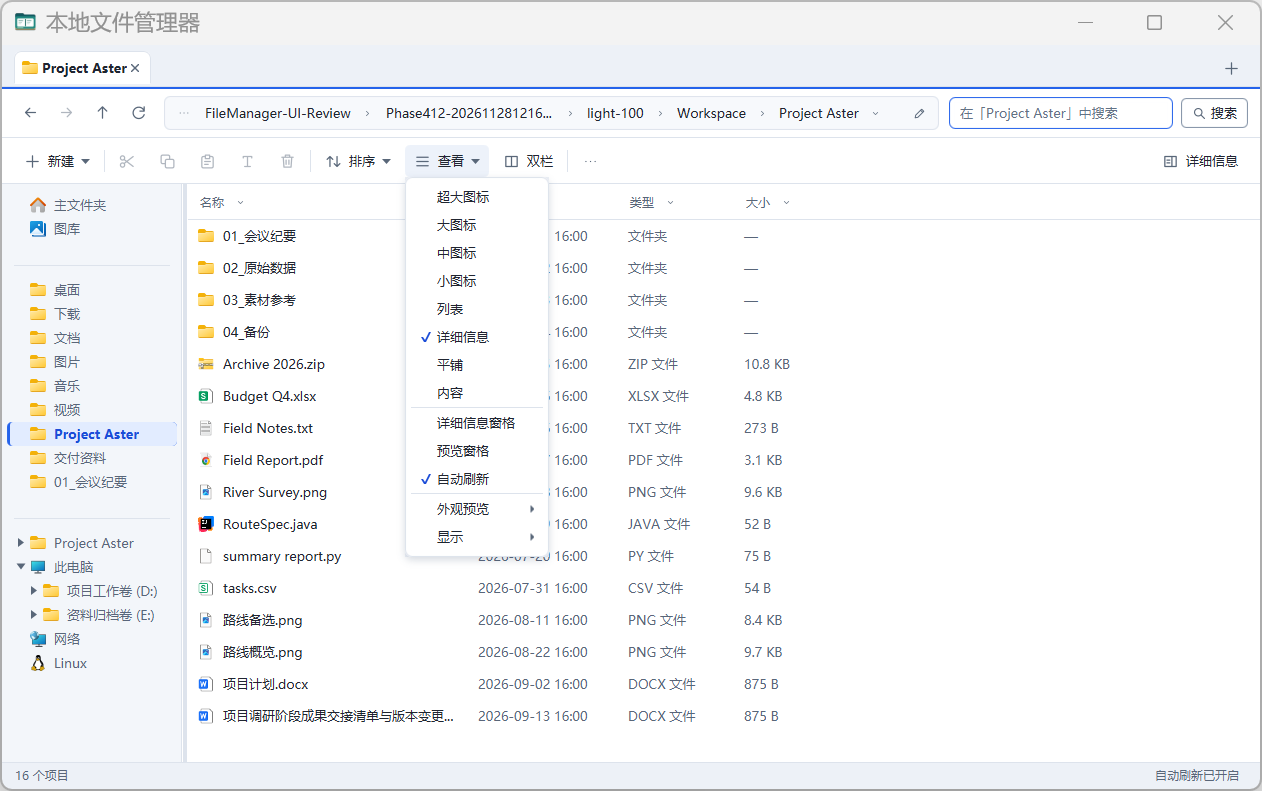 本地文件管理器
Project Aster
FileManager-UI-Review › Phase412-202611281216... › light-100 › Workspace › Project Aster
在「Project Aster」中搜索
搜索
新建 排序 查看 双栏 ... 详细信息
主文件夹
图库
桌面
下载
文档
图片
音乐
视频
Project Aster
交付资料
01_会议纪要
Project Aster
此电脑
项目工作卷 (D:)
资料归档卷 (E:)
网络
Linux
名称 类型 大小
01_会议纪要 16:00 文件夹 —
02_原始数据 16:00 文件夹 —
03_素材参考 16:00 文件夹 —
04_备份 16:00 文件夹 —
Archive 2026.zip 16:00 ZIP 文件 10.8 KB
Budget Q4.xlsx 16:00 XLSX 文件 4.8 KB
Field Notes.txt 16:00 TXT 文件 273 B
Field Report.pdf 16:00 PDF 文件 3.1 KB
River Survey.png 16:00 PNG 文件 9.6 KB
RouteSpec.java 16:00 JAVA 文件 52 B
summary report.py 2026-07-20 16:00 PY 文件 75 B
tasks.csv 2026-07-31 16:00 CSV 文件 54 B
路线备选.png 2026-08-11 16:00 PNG 文件 8.4 KB
路线概览.png 2026-08-22 16:00 PNG 文件 9.7 KB
项目计划.docx 2026-09-02 16:00 DOCX 文件 875 B
项目调研阶段成果交接清单与版本变更... 2026-09-13 16:00 DOCX 文件 875 B
超大图标
大图标
中图标
小图标
列表
✓ 详细信息
平铺
内容
详细信息窗格
预览窗格
✓ 自动刷新
外观预览
显示
16 个项目
自动刷新已开启